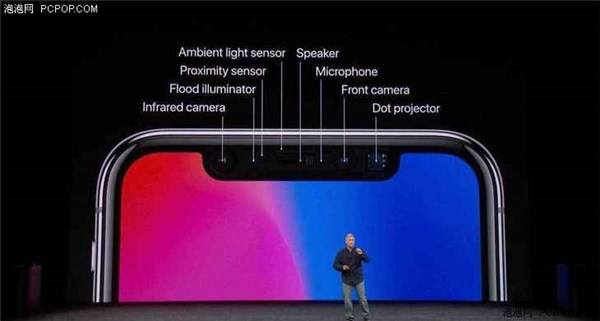 泡泡网 PCPOP.COM
Ambient light sensor
Speaker
Proximity sensor
Microphone
Flood illuminator
Front camera
Infrared camera
Dot projector